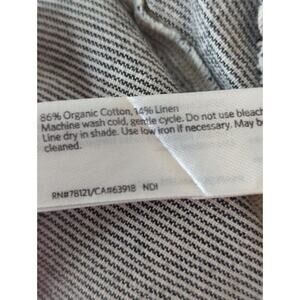 86% Organic Cotton, 14% Linen
Machine wash cold, gentle cycle. Do not use bleach
Line dry in shade. Use low iron if necessary. May be
cleaned.
RN#78121/CA#63918 NDI